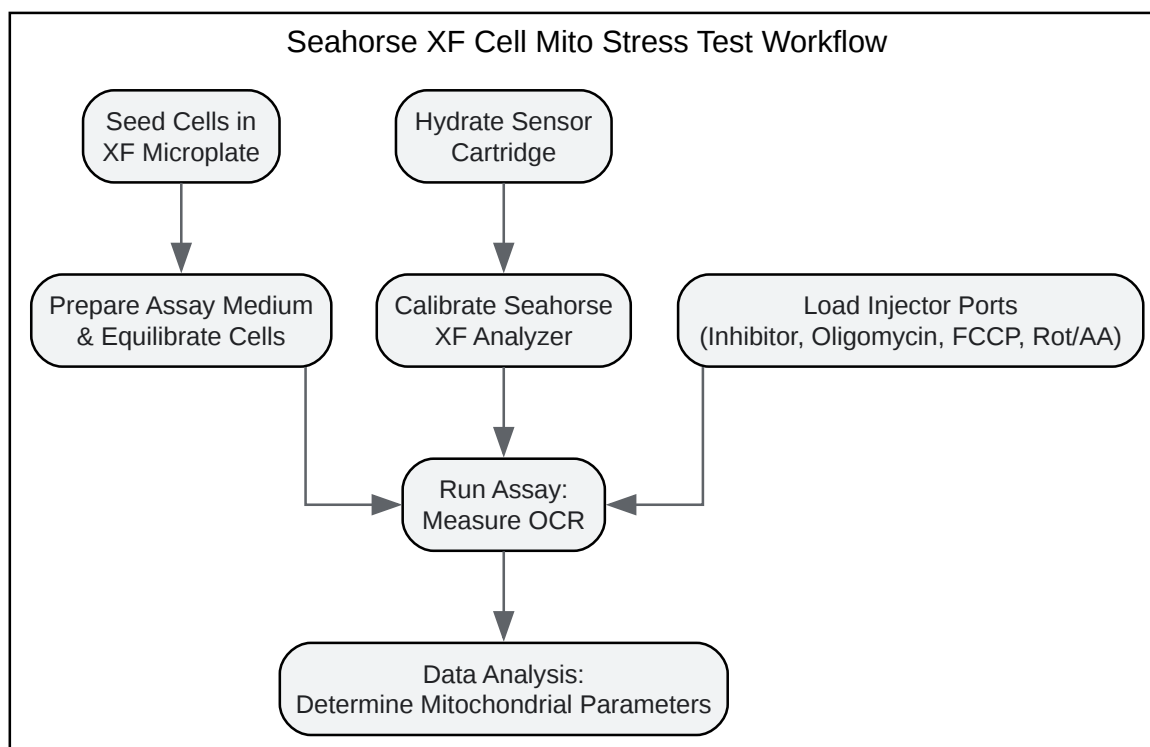 Seahorse XF Cell Mito Stress Test Workflow
Seed Cells in
XF Microplate
Hydrate Sensor
Cartridge
Prepare Assay Medium
& Equilibrate Cells
Calibrate Seahorse
XF Analyzer
Load Injector Ports
(Inhibitor, Oligomycin, FCCP, Rot/AA)
Run Assay:
Measure OCR
Data Analysis:
Determine Mitochondrial Parameters